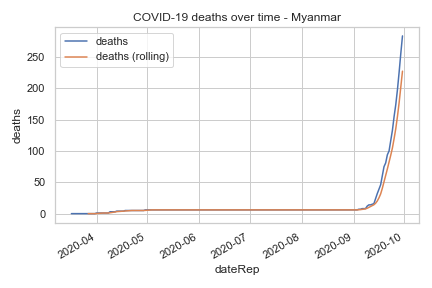 COVID-19 deaths over time - Myanmar
deaths
deaths (rolling)
250
200
150
100
50
0
deaths
2020-04
2020-05
2020-06
2020-07
2020-08
2020-09
2020-10
dateRep